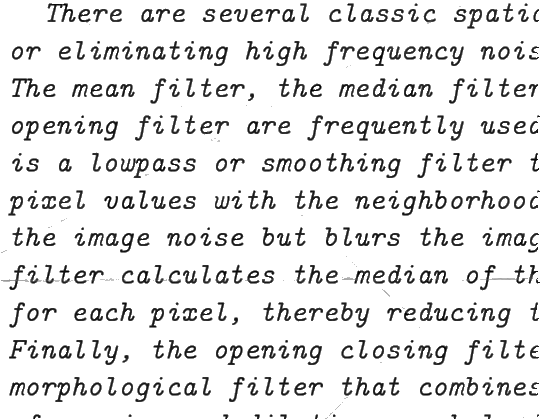 There are several classic spatic
or eliminating high frequency nois
The mean filter, the median filter
opening filter are frequently used
is a lowpass or smoothing filter t
pixel values with the neighborhood
the image noise but blurs the imag
filter calculates the median of th
for each pixel, thereby reducing t
Finally, the opening closing filte
morphological filter that combines